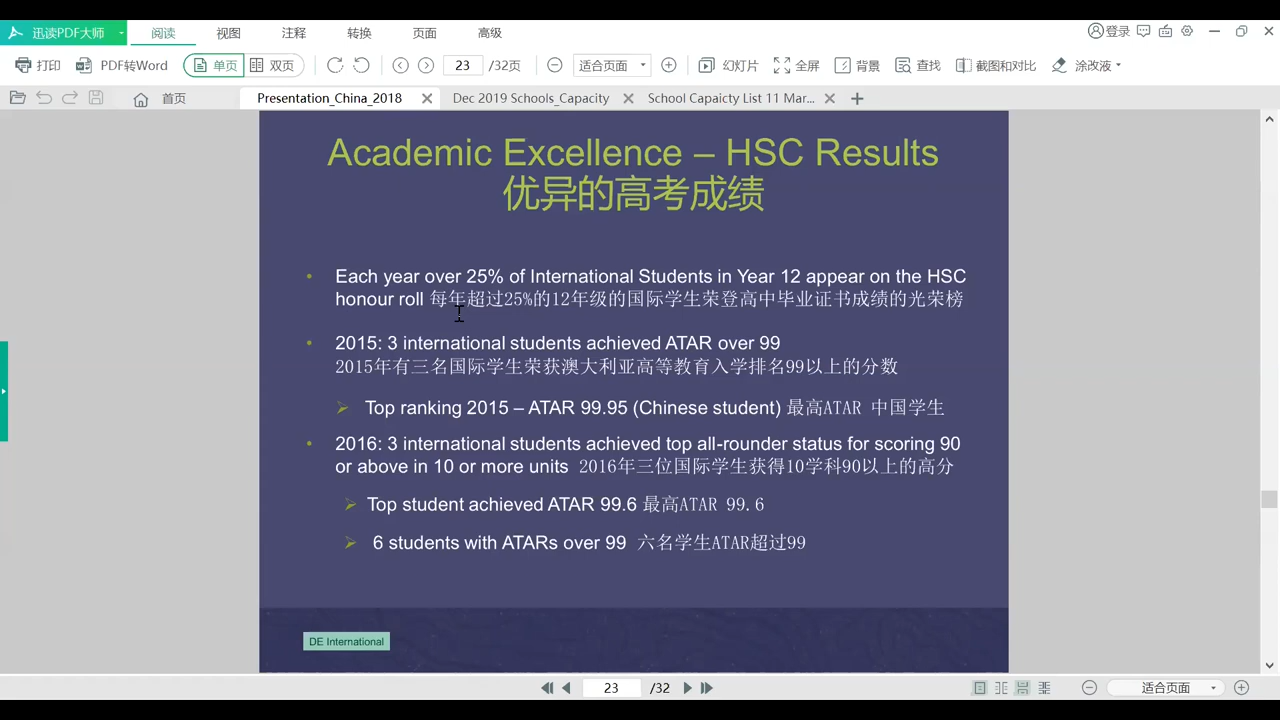 迅读PDF大师
阅读 视图 注释 转换 页面 高级
登录
打印 PDF转Word 单页 双页 23 /32页 适合页面 幻灯片 全屏 背景 查找 截图和对比 涂改液
首页 Presentation_China_2018 Dec 2019 Schools_Capacity School Capaicty List 11 Mar...
Academic Excellence – HSC Results
优异的高考成绩
• Each year over 25% of International Students in Year 12 appear on the HSC
honour roll 每年超过25%的12年级的国际学生荣登高中毕业证书成绩的光荣榜
• 2015: 3 international students achieved ATAR over 99
2015年有三名国际学生荣获澳大利亚高等教育入学排名99以上的分数
➢ Top ranking 2015 – ATAR 99.95 (Chinese student) 最高ATAR 中国学生
• 2016: 3 international students achieved top all-rounder status for scoring 90
or above in 10 or more units 2016年三位国际学生获得10学科90以上的高分
➢ Top student achieved ATAR 99.6 最高ATAR 99.6
➢ 6 students with ATARs over 99 六名学生ATAR超过99
DE International
23 /32 适合页面